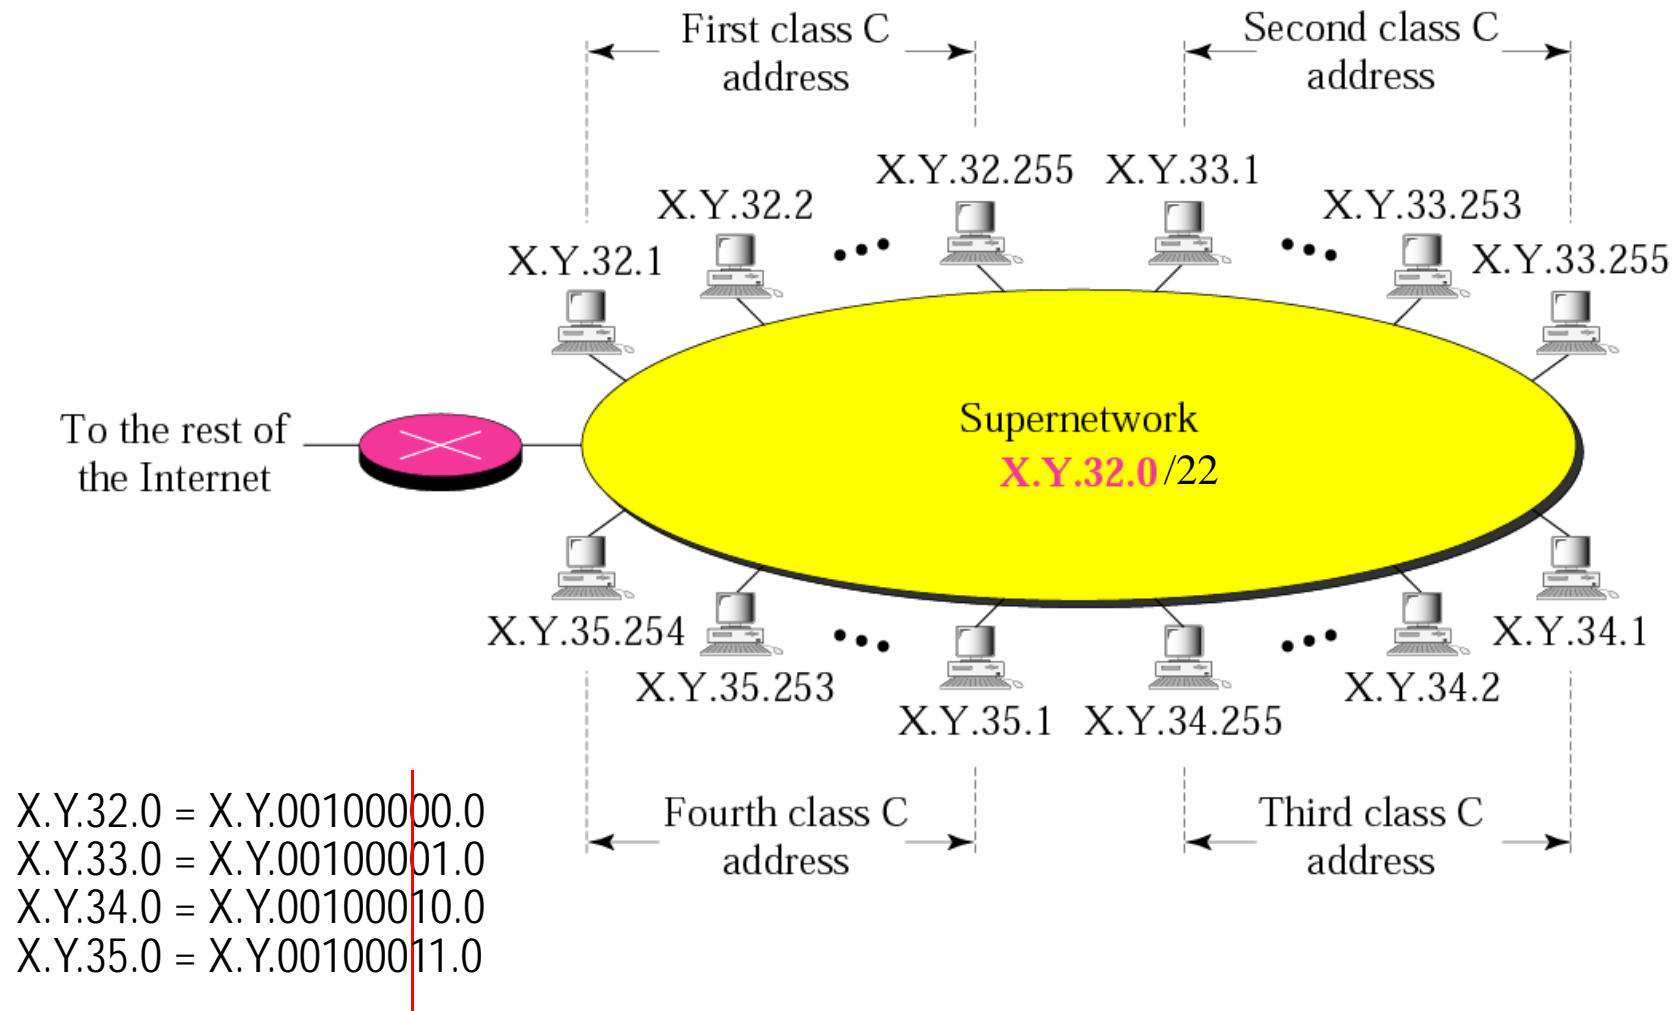 First class C
address
Second class C
address
X.Y.32.255
X.Y.33.1
X.Y.32.2
X.Y.33.253
X.Y.32.1
X.Y.33.255
To the rest of
the Internet
Supernetwork
X.Y.32.0 /22
X.Y.35.254
X.Y.34.1
X.Y.35.253
X.Y.34.2
X.Y.35.1
X.Y.34.255
Fourth class C
address
Third class C
address
X.Y.32.0 = X.Y.00100000.0
X.Y.33.0 = X.Y.00100001.0
X.Y.34.0 = X.Y.00100010.0
X.Y.35.0 = X.Y.00100011.0